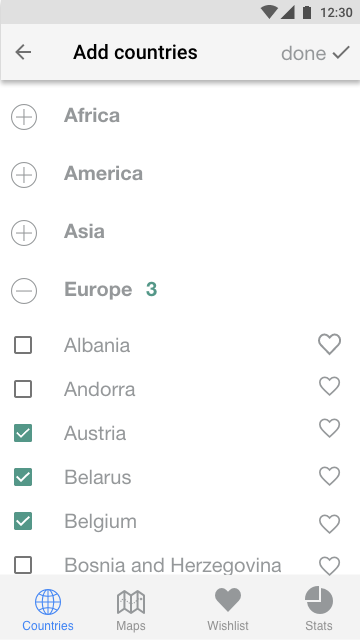 12:30
Add countries
done
Africa
America
Asia
Europe 3
Albania
Andorra
Austria
Belarus
Belgium
Bosnia and Herzegovina
Countries Maps Wishlist Stats